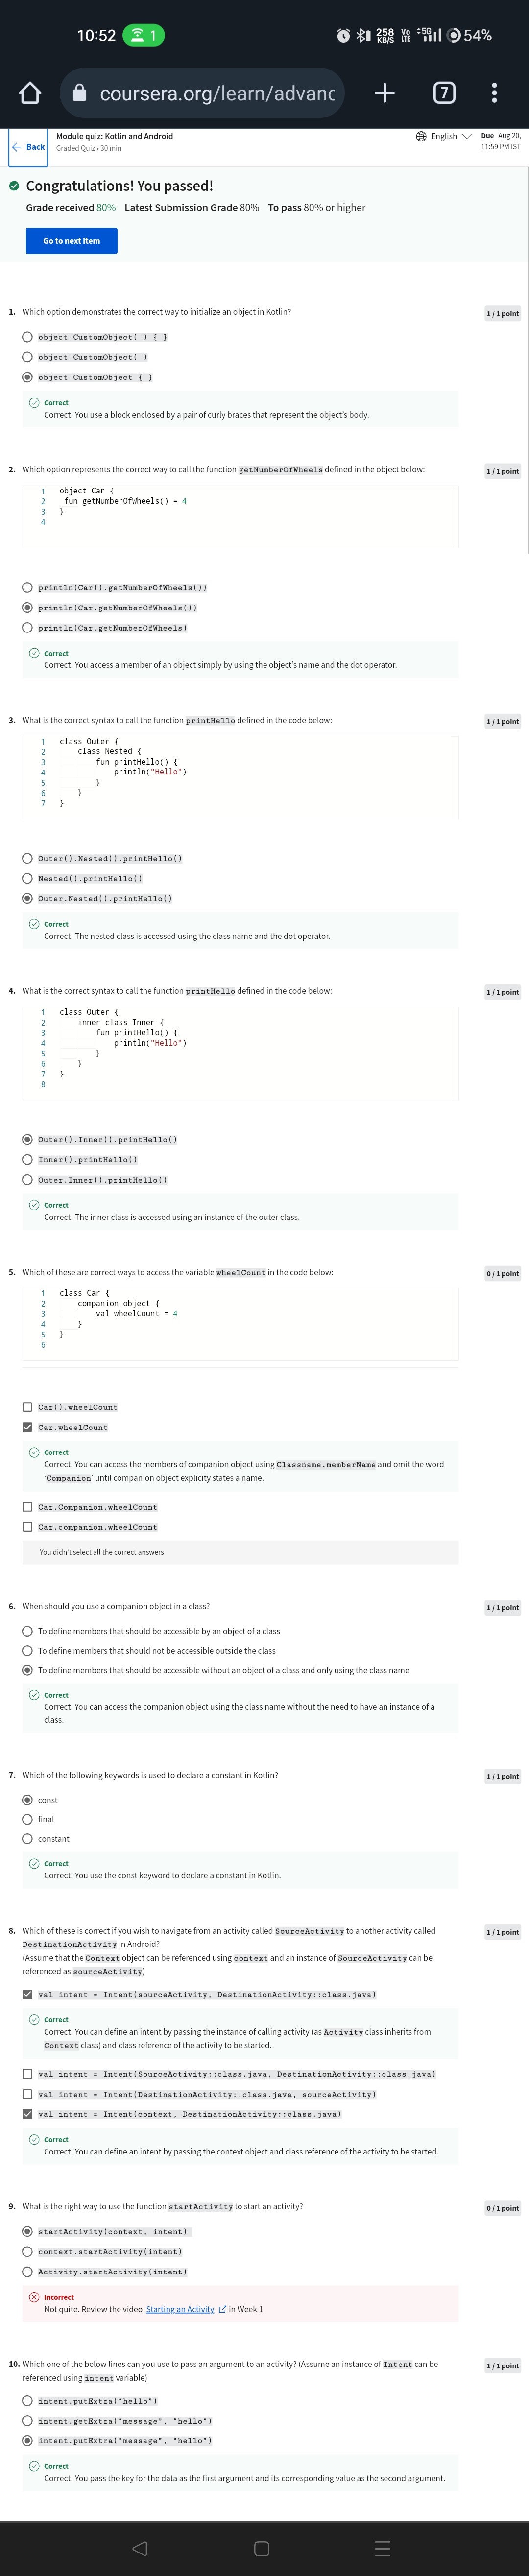 10:52
1
258
KB/S
Vo
LTE
5G
54%
coursera.org/learn/advanc
7
Back
Module quiz: Kotlin and Android
Graded Quiz • 30 min
English
Due Aug 20,
11:59 PM IST
Congratulations! You passed!
Grade received 80% Latest Submission Grade 80% To pass 80% or higher
Go to next item
1. Which option demonstrates the correct way to initialize an object in Kotlin?
1 / 1 point
object CustomObject( ) { }
object CustomObject( )
object CustomObject { }
Correct
Correct! You use a block enclosed by a pair of curly braces that represent the object's body.
2. Which option represents the correct way to call the function getNumberOfWheels defined in the object below:
1 / 1 point
1 object Car {
2 fun getNumberOfWheels() = 4
3 }
4
println(Car().getNumberOfWheels())
println(Car.getNumberOfWheels())
println(Car.getNumberOfWheels)
Correct
Correct! You access a member of an object simply by using the object's name and the dot operator.
3. What is the correct syntax to call the function printHello defined in the code below:
1 / 1 point
1 class Outer {
2 class Nested {
3 fun printHello() {
4 println("Hello")
5 }
6 }
7 }
Outer().Nested().printHello()
Nested().printHello()
Outer.Nested().printHello()
Correct
Correct! The nested class is accessed using the class name and the dot operator.
4. What is the correct syntax to call the function printHello defined in the code below:
1 / 1 point
1 class Outer {
2 inner class Inner {
3 fun printHello() {
4 println("Hello")
5 }
6 }
7 }
8
Outer().Inner().printHello()
Inner().printHello()
Outer.Inner().printHello()
Correct
Correct! The inner class is accessed using an instance of the outer class.
5. Which of these are correct ways to access the variable wheelCount in the code below:
0 / 1 point
1 class Car {
2 companion object {
3 val wheelCount = 4
4 }
5 }
6
Car().wheelCount
Car.wheelCount
Correct
Correct. You can access the members of companion object using Classname.memberName and omit the word
'Companion' until companion object explicity states a name.
Car.Companion.wheelCount
Car.companion.wheelCount
You didn't select all the correct answers
6. When should you use a companion object in a class?
1 / 1 point
To define members that should be accessible by an object of a class
To define members that should not be accessible outside the class
To define members that should be accessible without an object of a class and only using the class name
Correct
Correct. You can access the companion object using the class name without the need to have an instance of a
class.
7. Which of the following keywords is used to declare a constant in Kotlin?
1 / 1 point
const
final
constant
Correct
Correct! You use the const keyword to declare a constant in Kotlin.
8. Which of these is correct if you wish to navigate from an activity called SourceActivity to another activity called
DestinationActivity in Android?
(Assume that the Context object can be referenced using context and an instance of SourceActivity can be
referenced as sourceActivity)
1 / 1 point
val intent = Intent(sourceActivity, DestinationActivity::class.java)
Correct
Correct! You can define an intent by passing the instance of calling activity (as Activity class inherits from
Context class) and class reference of the activity to be started.
val intent = Intent(SourceActivity::class.java, DestinationActivity::class.java)
val intent = Intent(DestinationActivity::class.java, sourceActivity)
val intent = Intent(context, DestinationActivity::class.java)
Correct
Correct! You can define an intent by passing the context object and class reference of the activity to be started.
9. What is the right way to use the function startActivity to start an activity?
0 / 1 point
startActivity(context, intent)
context.startActivity(intent)
Activity.startActivity(intent)
Incorrect
Not quite. Review the video Starting an Activity in Week 1
10. Which one of the below lines can you use to pass an argument to an activity? (Assume an instance of Intent can be
referenced using intent variable)
1 / 1 point
intent.putExtra("hello")
intent.getExtra("message", "hello")
intent.putExtra("message", "hello")
Correct
Correct! You pass the key for the data as the first argument and its corresponding value as the second argument.